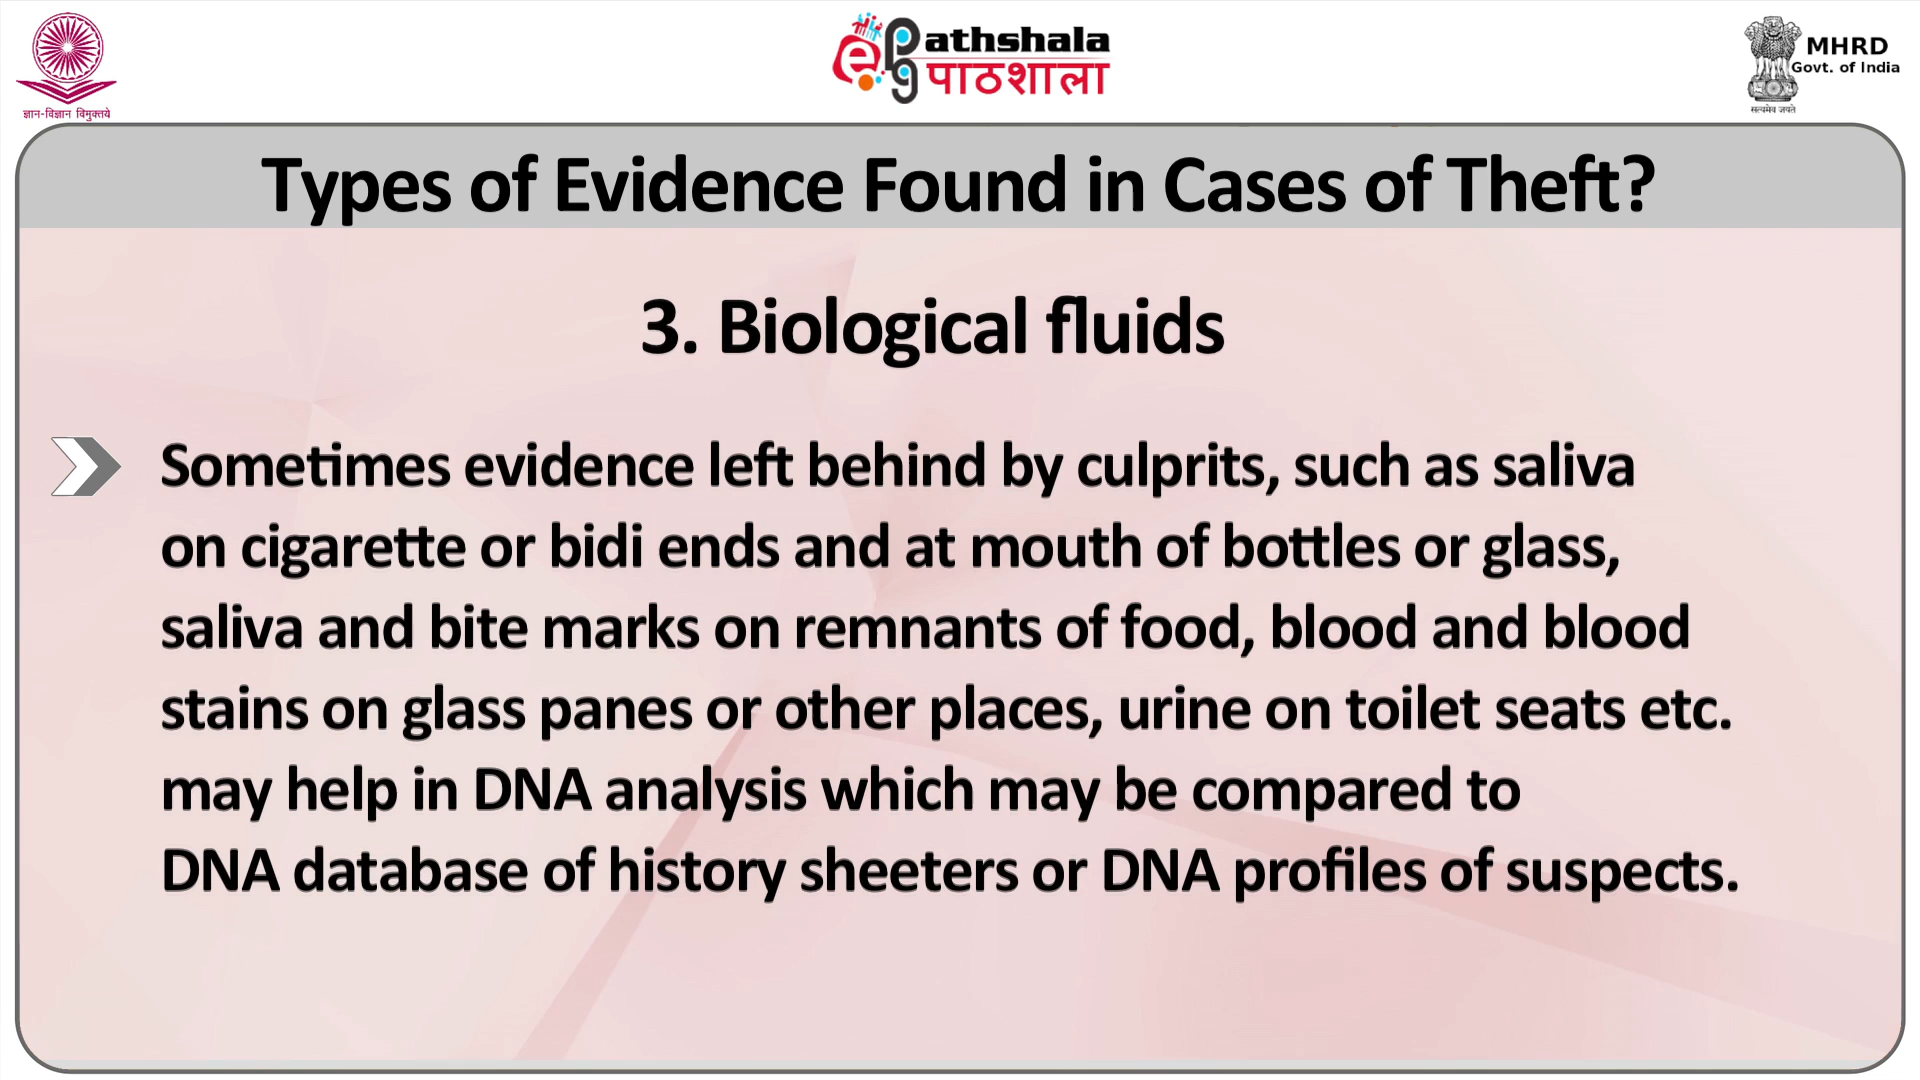 ज्ञान-विज्ञान विमुक्तये
ePathshala
पाठशाला
MHRD
Govt. of India
सत्यमेव जयते
Types of Evidence Found in Cases of Theft?
3. Biological fluids
Sometimes evidence left behind by culprits, such as saliva
on cigarette or bidi ends and at mouth of bottles or glass,
saliva and bite marks on remnants of food, blood and blood
stains on glass panes or other places, urine on toilet seats etc.
may help in DNA analysis which may be compared to
DNA database of history sheeters or DNA profiles of suspects.